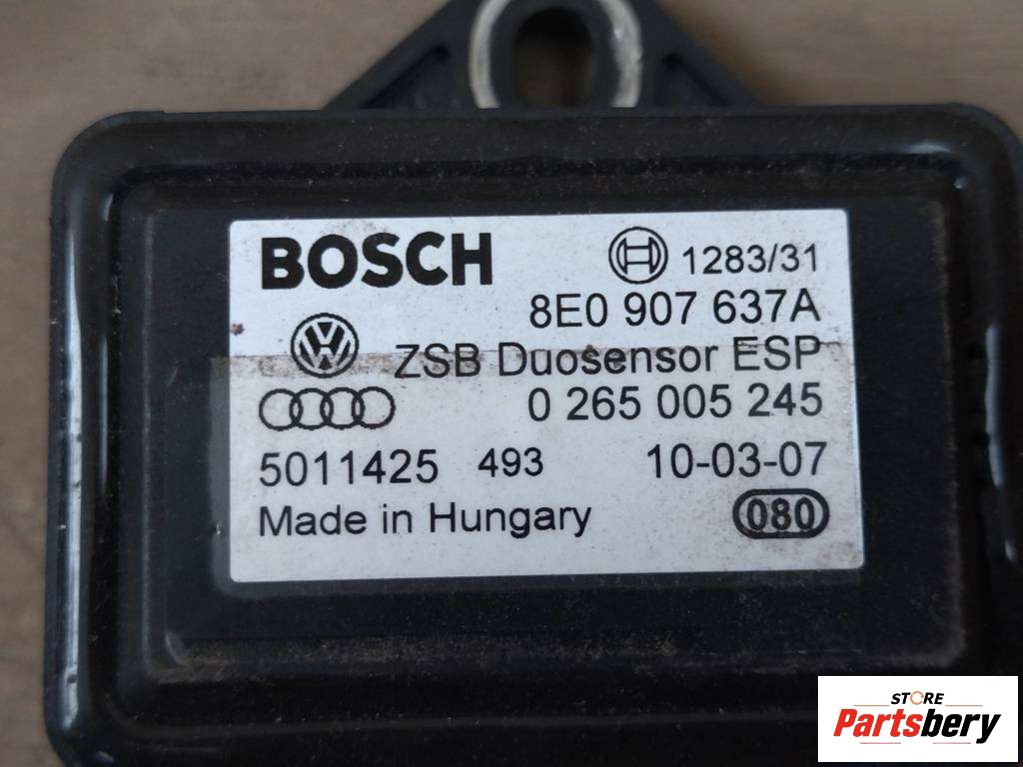 BOSCH 1283/31
8E0 907 637A
ZSB Duosensor ESP
0 265 005 245
5011425 493 10-03-07
Made in Hungary 080
STORE
Partsbery